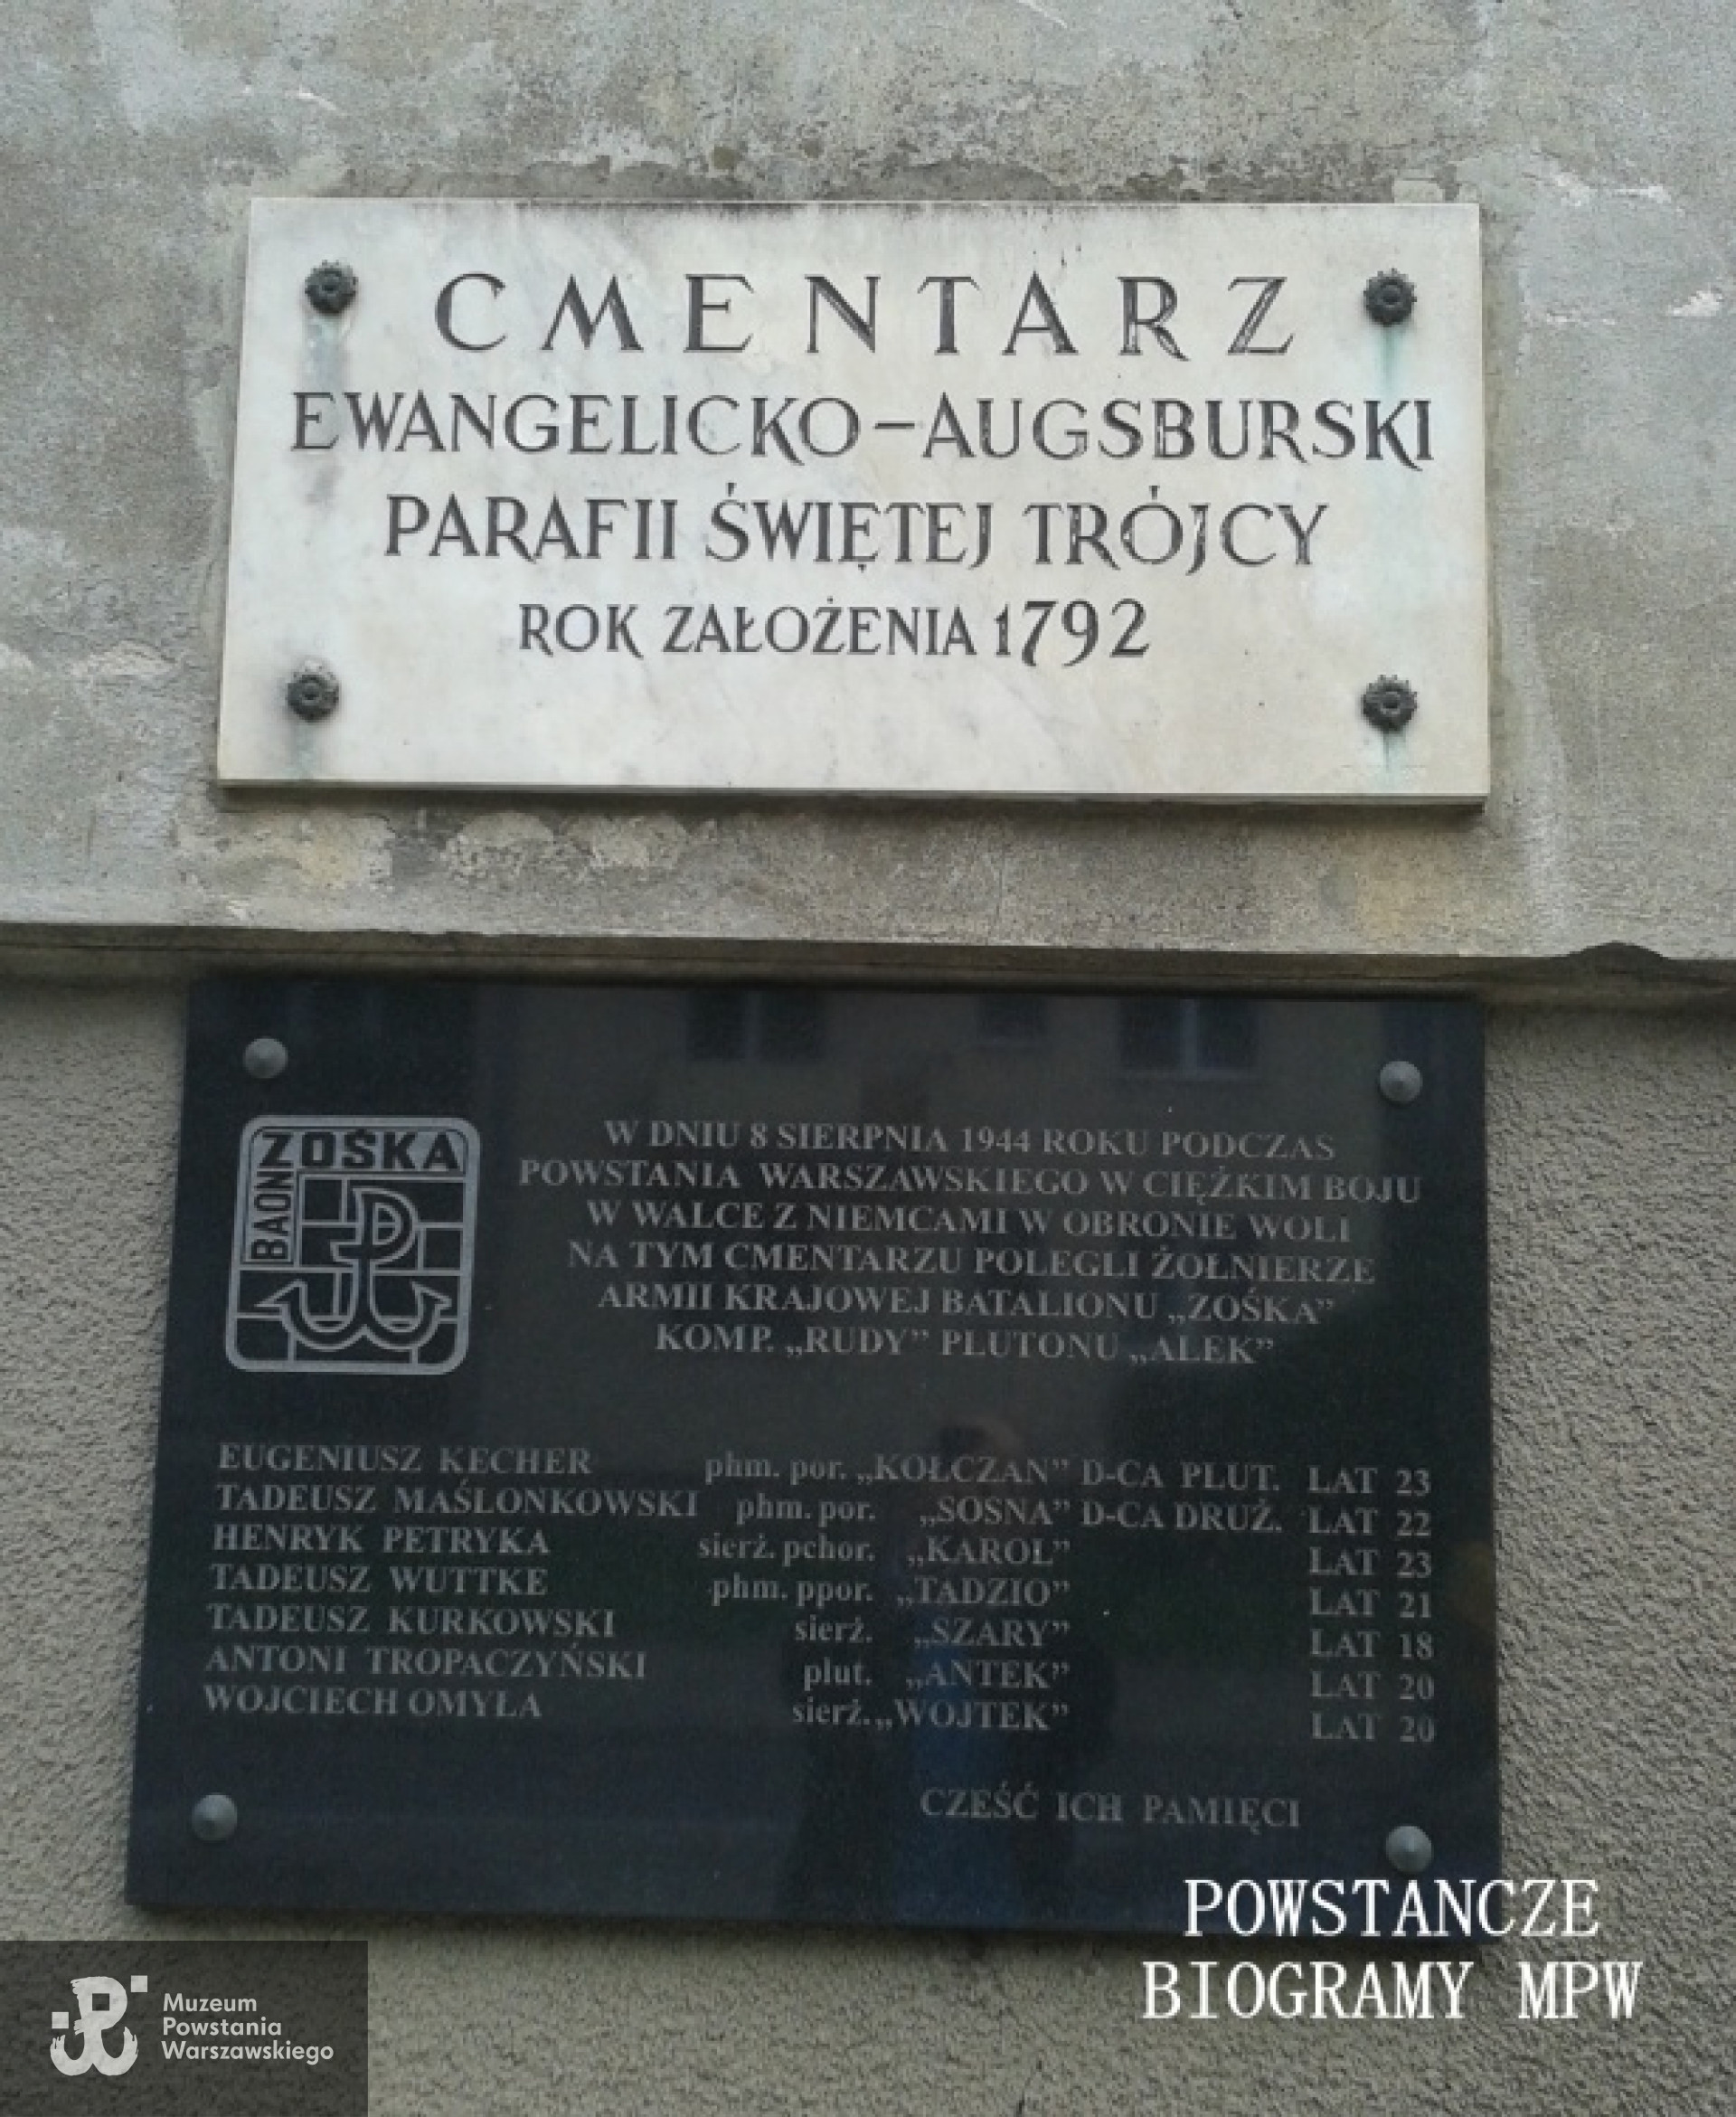 CMENTARZ
EWANGELICKO-AUGSBURSKI
PARAFII ŚWIĘTEJ TRÓJCY
ROK ZAŁOŻENIA 1792
BAON ZOŚKA
W DNIU 8 SIERPNIA 1944 ROKU PODCZAS
POWSTANIA WARSZAWSKIEGO W CIĘŻKIM BOJU
W WALCE Z NIEMCAMI W OBRONIE WOLI
NA TYM CMENTARZU POLEGLI ŻOŁNIERZE
ARMII KRAJOWEJ BATALIONU „ZOŚKA”
KOMP. „RUDY” PLUTONU „ALEK”
EUGENIUSZ KECHER phm. por. „KOŁCZAN” D-CA PLUT. LAT 23
TADEUSZ MAŚLONKOWSKI phm. por. „SOSNA” D-CA DRUŻ. LAT 22
HENRYK PETRYKA sierż. pchor. „KAROL” LAT 23
TADEUSZ WUTTKE phm. ppor. „TADZIO” LAT 21
TADEUSZ KURKOWSKI sierż. „SZARY” LAT 18
ANTONI TROPACZYŃSKI plut. „ANTEK” LAT 20
WOJCIECH OMYŁA sierż. „WOJTEK” LAT 20
CZEŚĆ ICH PAMIĘCI
POWSTANCZE
BIOGRAMY MPW
Muzeum
Powstania
Warszawskiego